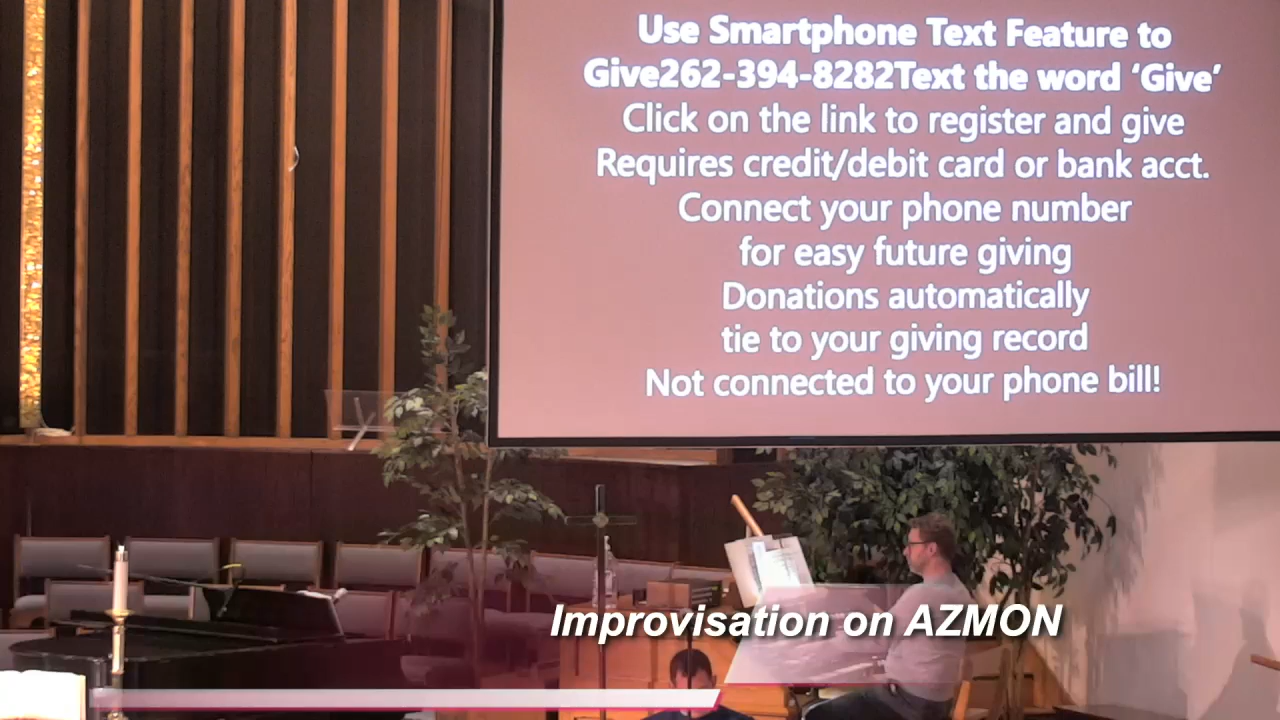 Use Smartphone Text Feature to
Give262-394-8282Text the word ‘Give’
Click on the link to register and give
Requires credit/debit card or bank acct.
Connect your phone number
for easy future giving
Donations automatically
tie to your giving record
Not connected to your phone bill!
Improvisation on AZMON